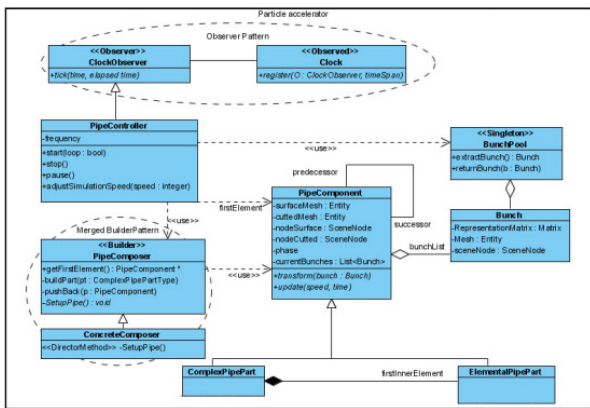 Particle accelerator
Observer Pattern
<<Observer>>
ClockObserver
+tick(time, elapsed time)
<<Observed>>
Clock
+register(O : ClockObserver, timeSpan)
PipeController
-frequency
+start(loop : bool)
+stop()
+pause()
+adjustSimulationSpeed(speed : integer)
<<use>>
<<Singleton>>
BunchPool
+extractBunch() : Bunch
+returnBunch(b : Bunch)
predecessor
firstElement
PipeComponent
-surfaceMesh : Entity
-cuttedMesh : Entity
-nodeSurface : SceneNode
-nodeCutted : SceneNode
-phase
-currentBunches : List<Bunch>
+transform(bunch : Bunch)
+update(speed, time)
successor
bunchList
Bunch
-RepresentationMatrix : Matrix
-Mesh : Entity
-sceneNode : SceneNode
<<use>>
Merged BuilderPattern
<<Builder>>
PipeComposer
+getFirstElement() : PipeComponent *
-buildPart(pt : ComplexPipePartType)
-pushBack(p : PipeComponent)
-SetupPipe() : void
<<use>>
ConcreteComposer
<<DirectorMethod>> -SetupPipe()
ComplexPipePart
firstInnerElement
ElementalPipePart